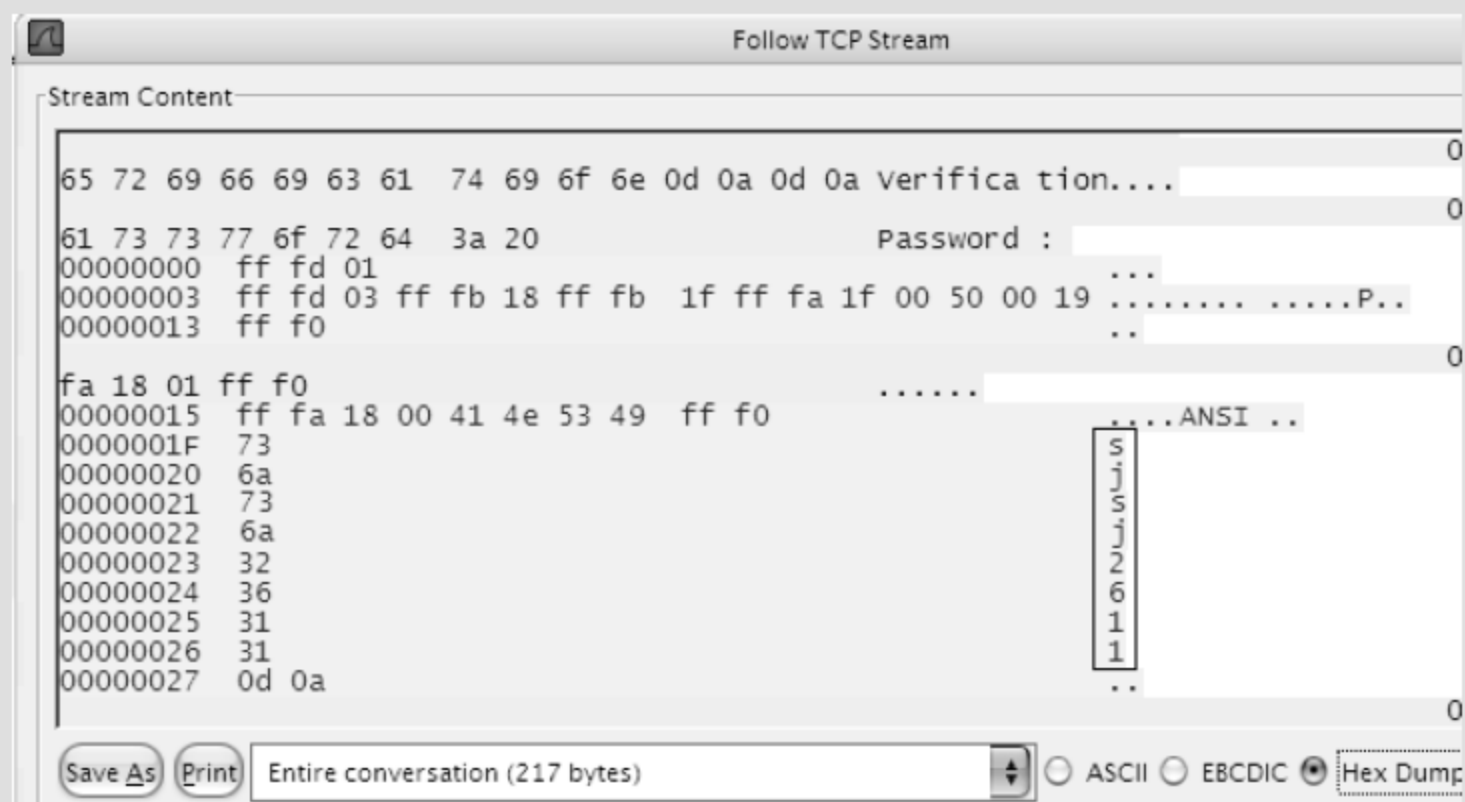 Follow TCP Stream
Stream Content
0
65 72 69 66 69 63 61  74 69 6f 6e 0d 0a 0d 0a Verifica tion....
0
61 73 73 77 6f 72 64  3a 20 Password :
00000000  ff fd 01 ...
00000003  ff fd 03 ff fb 18 ff fb  1f ff fa 1f 00 50 00 19 ........ .....P..
00000013  ff f0 ..
0
fa 18 01 ff f0 ......
00000015  ff fa 18 00 41 4e 53 49  ff f0 ....ANSI ..
0000001F  73 s
00000020  6a j
00000021  73 s
00000022  6a j
00000023  32 2
00000024  36 6
00000025  31 1
00000026  31 1
00000027  0d 0a ..
0
Save As Print Entire conversation (217 bytes) ASCII EBCDIC Hex Dump